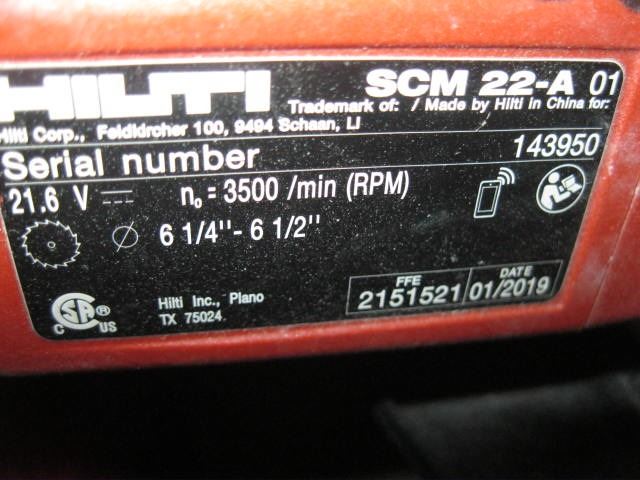 HILTI
SCM 22-A 01
Trademark of: / Made by Hilti in China for:
Hilti Corp., Feldkircher 100, 9494 Schaan, LI
Serial number 143950
21.6 V n₀ = 3500 /min (RPM)
6 1/4''- 6 1/2''
CSA ®
C US
Hilti Inc., Plano
TX 75024.
FFE
2151521
DATE
01/2019